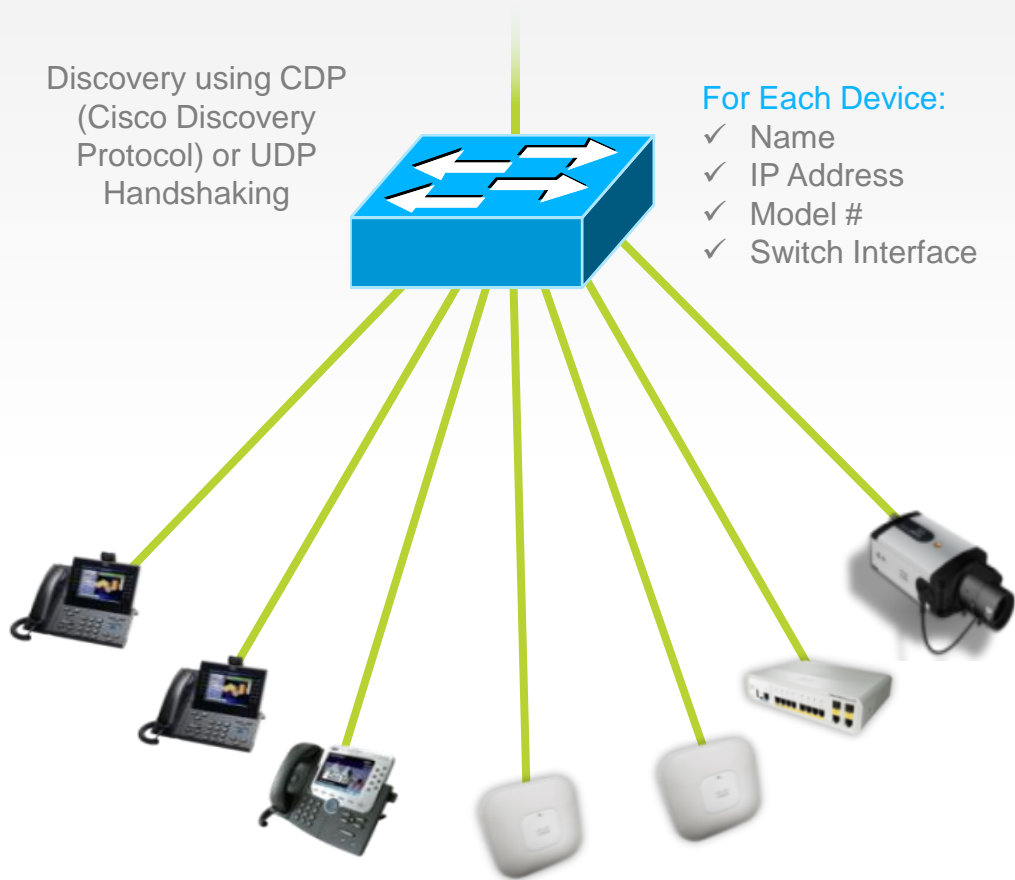 Discovery using CDP
(Cisco Discovery
Protocol) or UDP
Handshaking
For Each Device:
✓ Name
✓ IP Address
✓ Model #
✓ Switch Interface